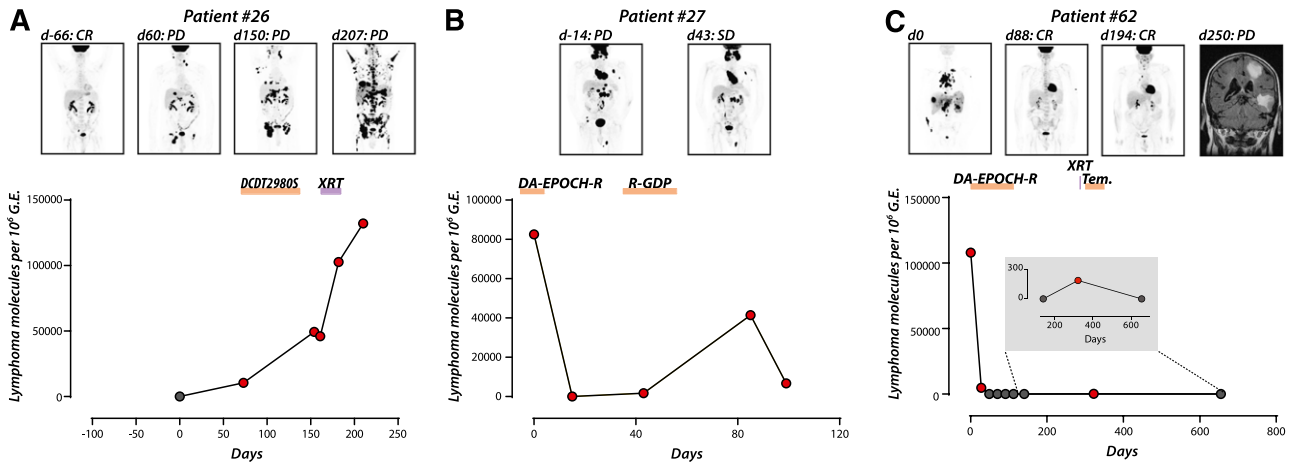 A
Patient #26
d-66: CR
d60: PD
d150: PD
d207: PD
DCDT2980S
XRT
Lymphoma molecules per 10⁶ G.E.
150000
100000
50000
0
-100
-50
0
50
100
150
200
250
Days
B
Patient #27
d-14: PD
d43: SD
DA-EPOCH-R
R-GDP
Lymphoma molecules per 10⁶ G.E.
100000
80000
60000
40000
20000
0
0
40
80
120
Days
C
Patient #62
d0
d88: CR
d194: CR
d250: PD
XRT
DA-EPOCH-R
Tem.
Lymphoma molecules per 10⁶ G.E.
150000
100000
50000
0
300
0
200
400
600
Days
0
200
400
600
800
Days